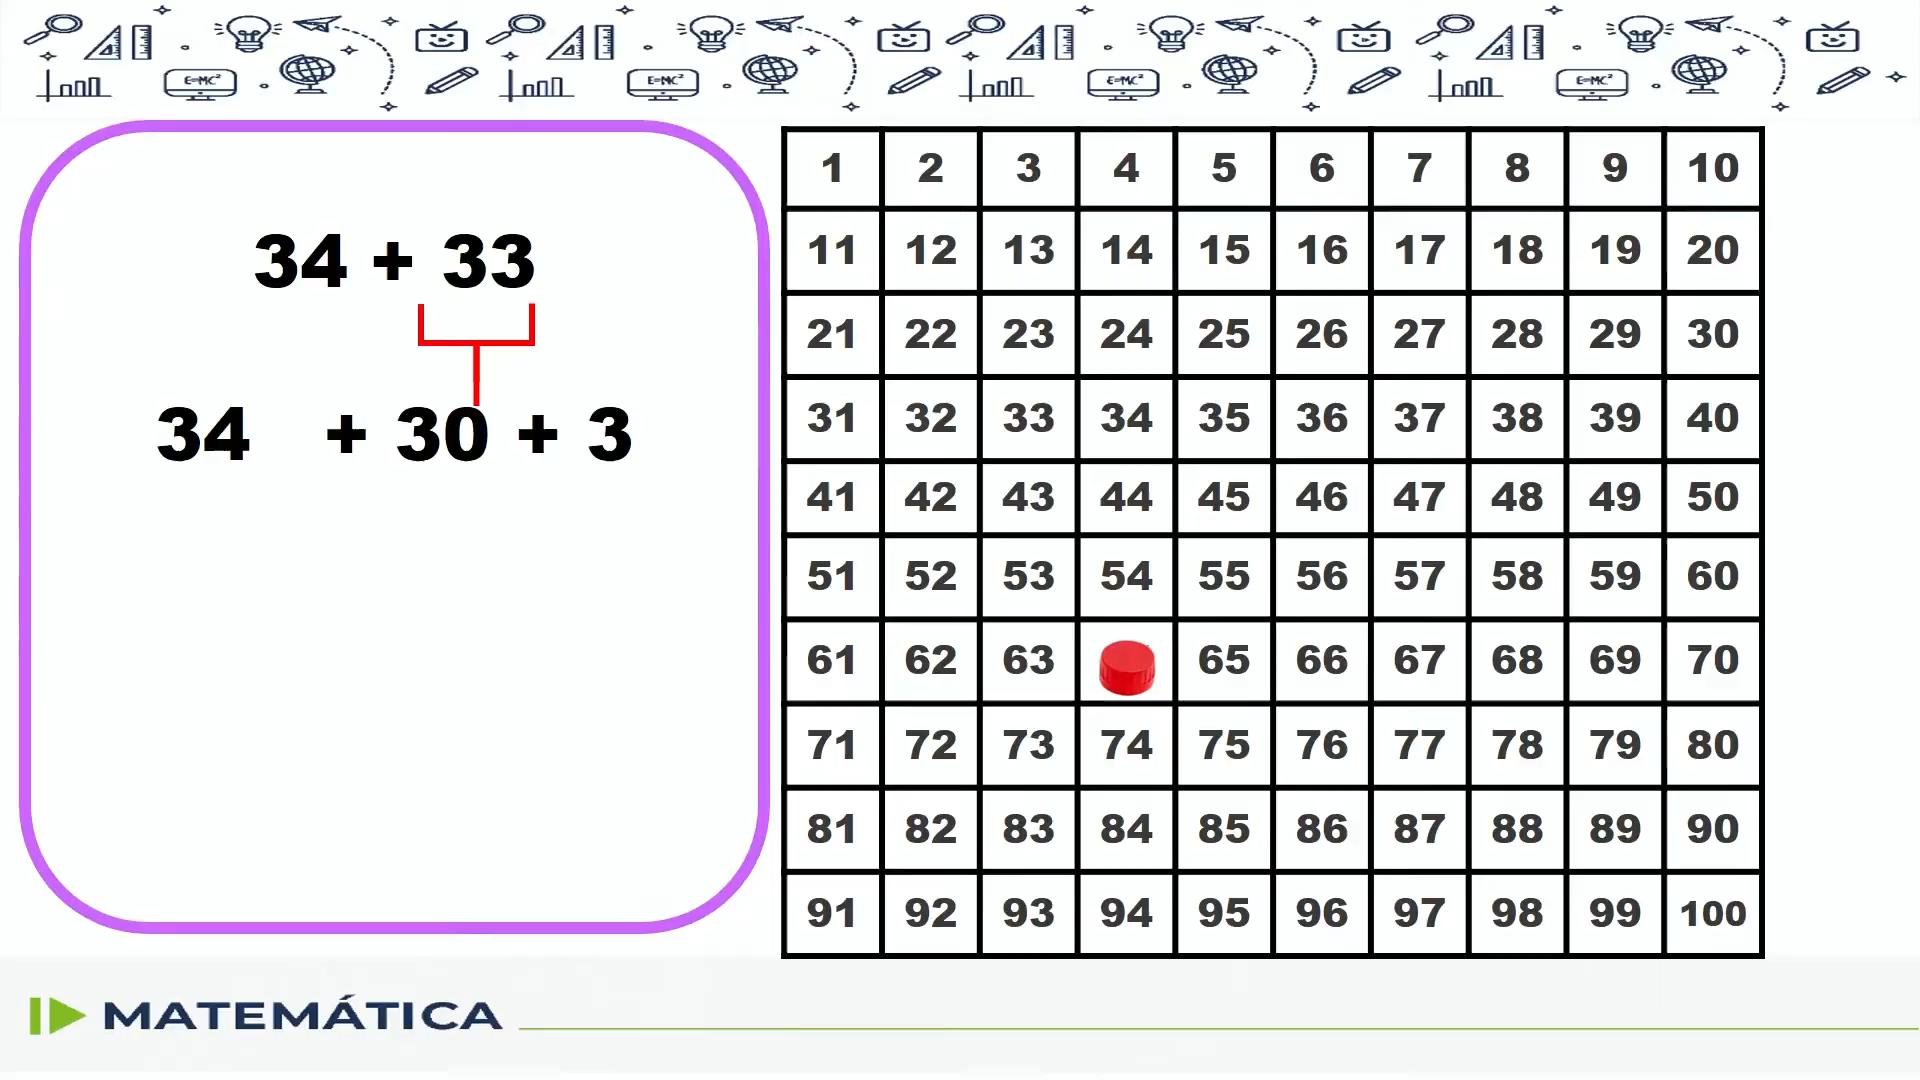 E=MC² E=MC² E=MC² E=MC²
34 + 33
34 + 30 + 3
1 2 3 4 5 6 7 8 9 10
11 12 13 14 15 16 17 18 19 20
21 22 23 24 25 26 27 28 29 30
31 32 33 34 35 36 37 38 39 40
41 42 43 44 45 46 47 48 49 50
51 52 53 54 55 56 57 58 59 60
61 62 63 65 66 67 68 69 70
71 72 73 74 75 76 77 78 79 80
81 82 83 84 85 86 87 88 89 90
91 92 93 94 95 96 97 98 99 100
MATEMÁTICA